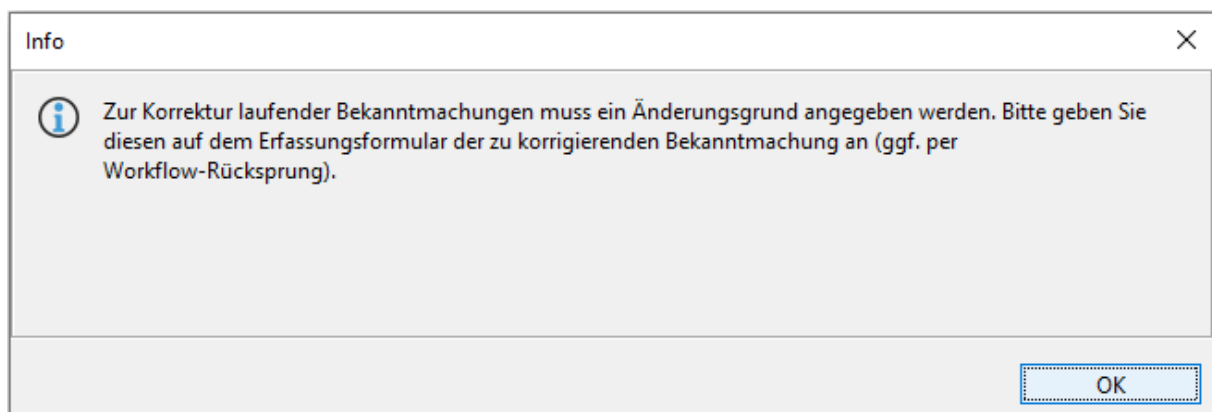 Info
Zur Korrektur laufender Bekanntmachungen muss ein Änderungsgrund angegeben werden. Bitte geben Sie
diesen auf dem Erfassungsformular der zu korrigierenden Bekanntmachung an (ggf. per
Workflow-Rücksprung).
OK